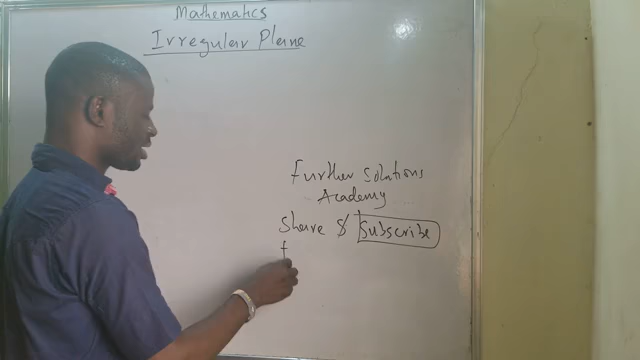 Mathematics
Irregular Plane
Further Solutions
Academy
Share & Subscribe
f